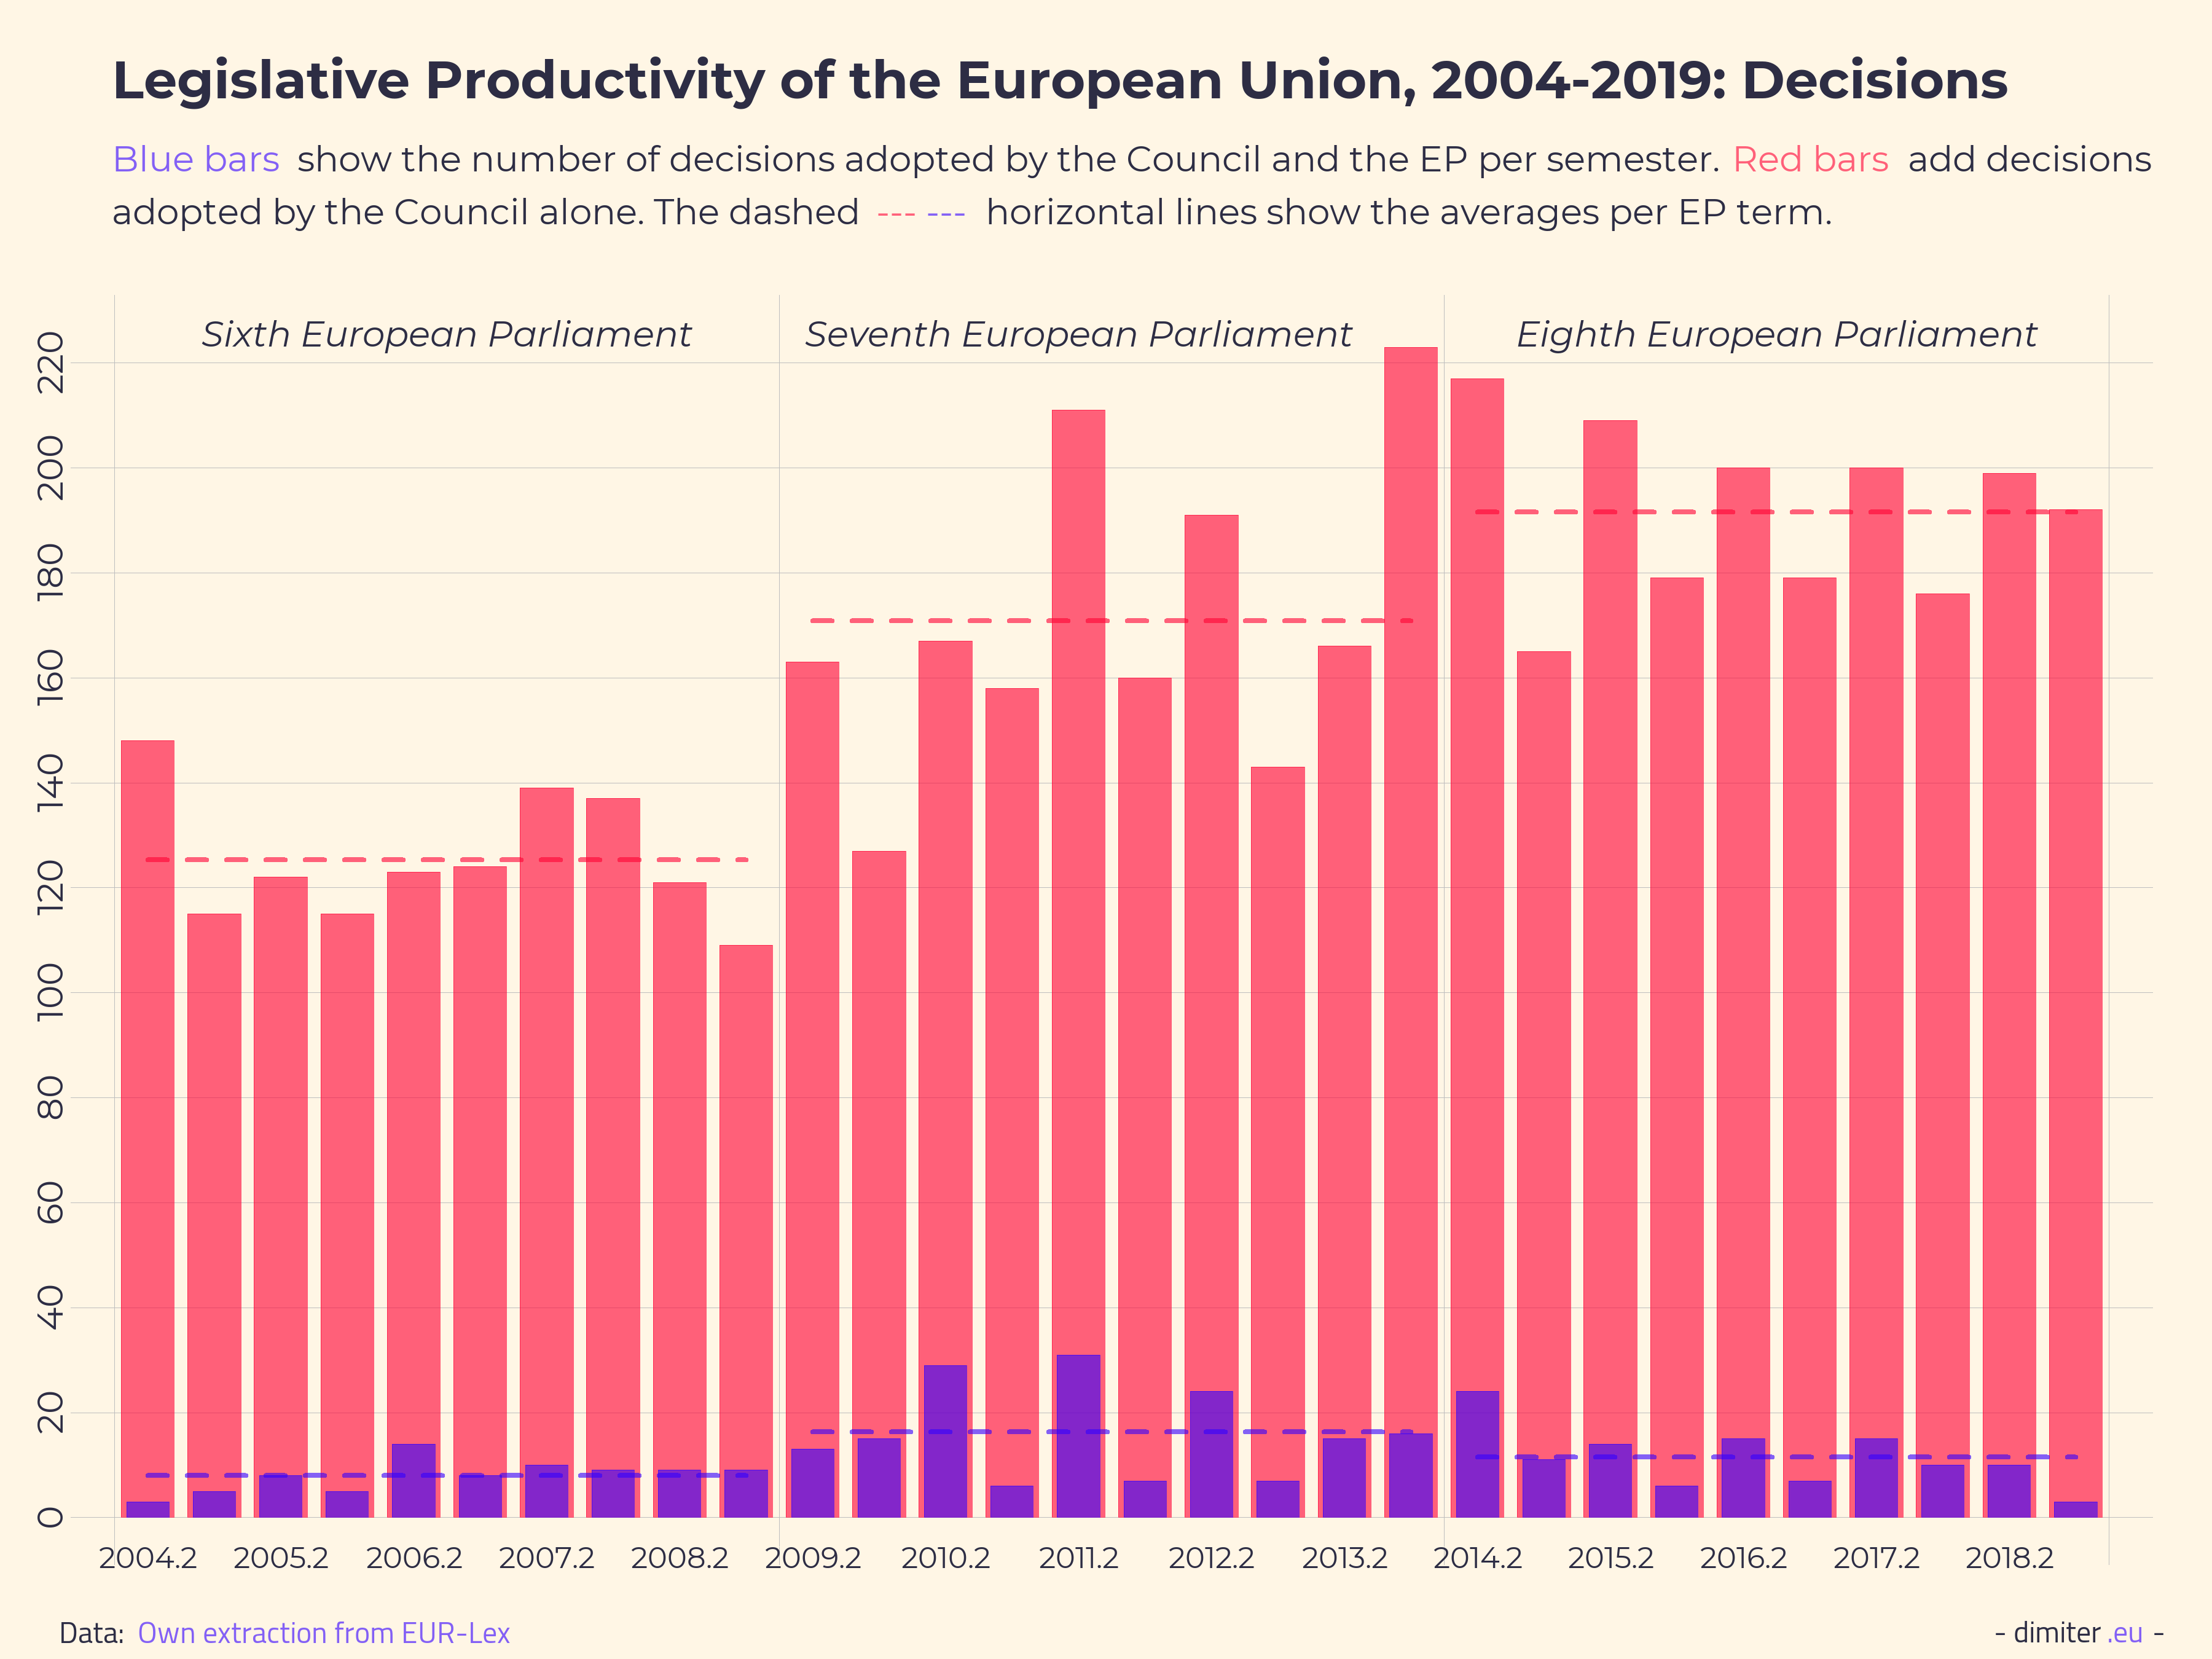 Legislative Productivity of the European Union, 2004-2019: Decisions
Blue bars show the number of decisions adopted by the Council and the EP per semester. Red bars add decisions
adopted by the Council alone. The dashed --- --- horizontal lines show the averages per EP term.
Sixth European Parliament
Seventh European Parliament
Eighth European Parliament
220
200
180
160
140
120
100
80
60
40
20
0
2004.2 2005.2 2006.2 2007.2 2008.2 2009.2 2010.2 2011.2 2012.2 2013.2 2014.2 2015.2 2016.2 2017.2 2018.2
Data: Own extraction from EUR-Lex
- dimiter .eu -